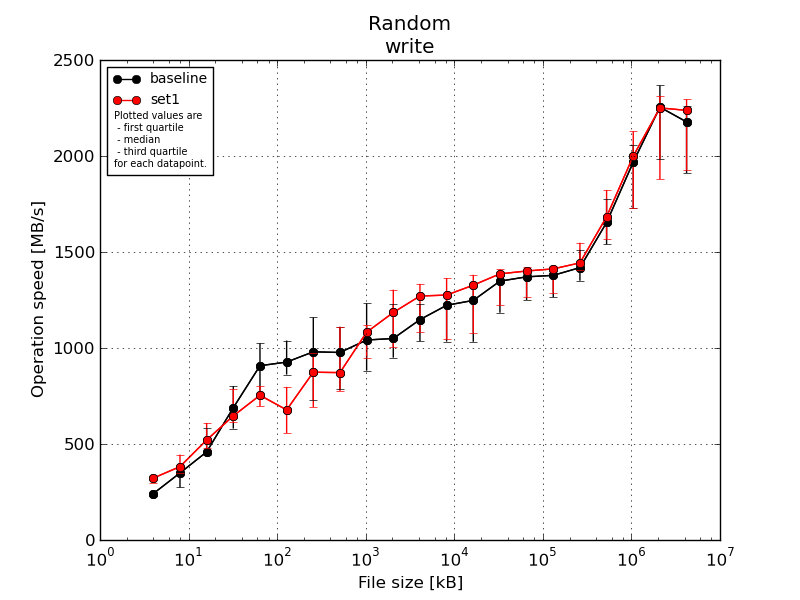 Random
write
2500
2000
1500
1000
500
0
Operation speed [MB/s]
baseline
set1
Plotted values are
- first quartile
- median
- third quartile
for each datapoint.
10^0 10^1 10^2 10^3 10^4 10^5 10^6 10^7
File size [kB]